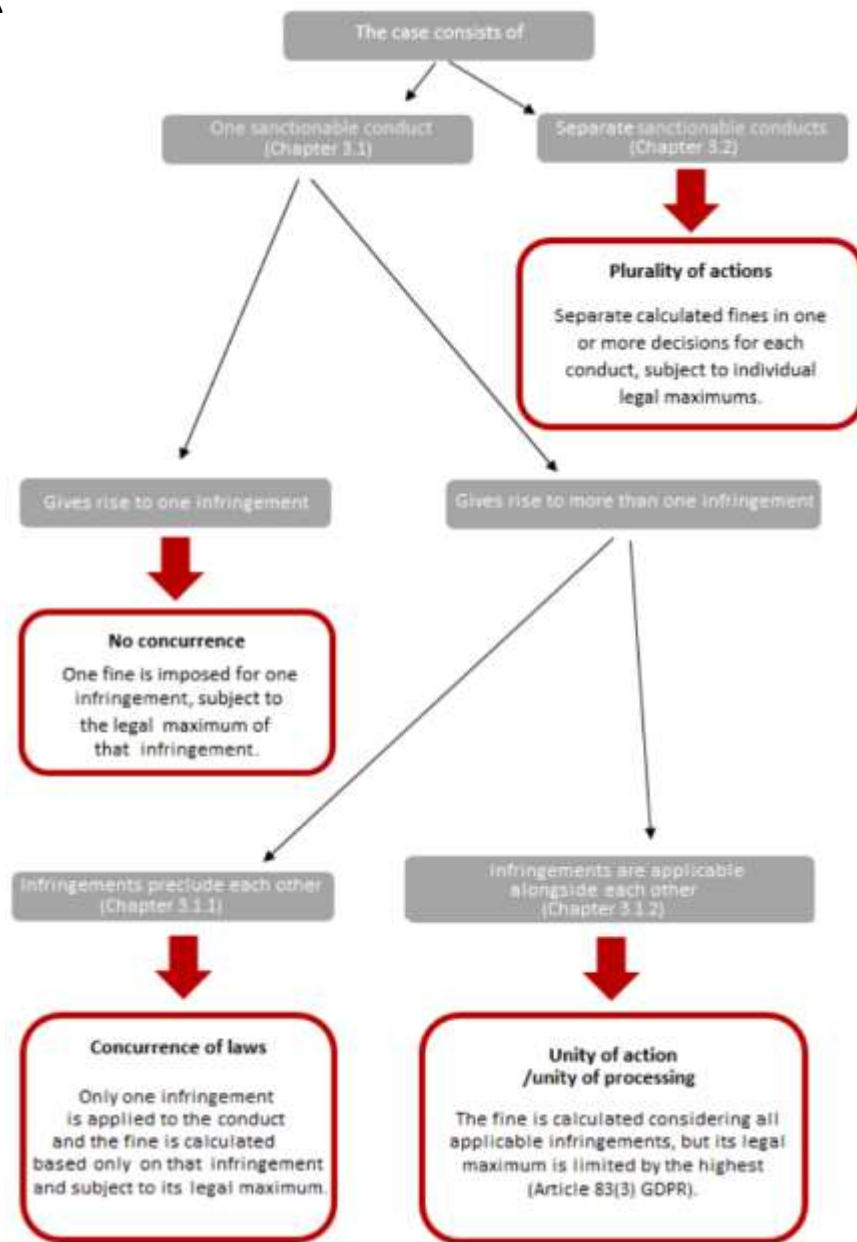 The case consists of
One sanctionable conduct
(Chapter 3.1)
Separate sanctionable conducts
(Chapter 3.2)
Plurality of actions
Separate calculated fines in one
or more decisions for each
conduct, subject to individual
legal maximums.
Gives rise to one infringement
Gives rise to more than one infringement
No concurrence
One fine is imposed for one
infringement, subject to
the legal maximum of
that infringement.
Infringements preclude each other
(Chapter 3.1.1)
Infringements are applicable
alongside each other
(Chapter 3.1.2)
Concurrence of laws
Only one infringement
is applied to the conduct
and the fine is calculated
based only on that infringement
and subject to its legal maximum.
Unity of action
/unity of processing
The fine is calculated considering all
applicable infringements, but its legal
maximum is limited by the highest
(Article 83(3) GDPR).